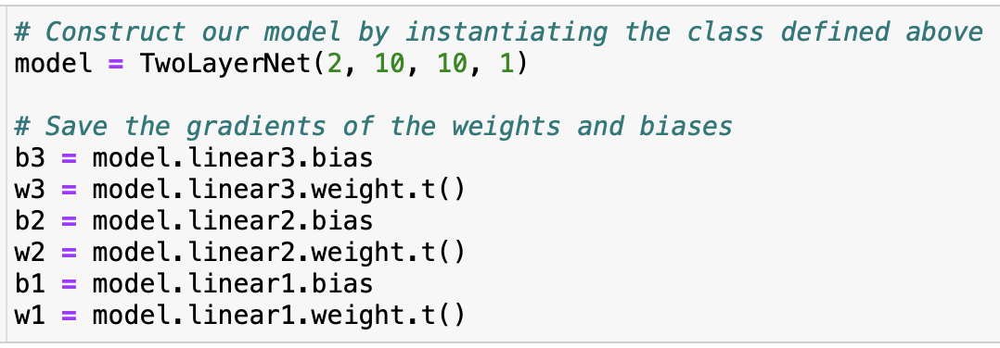 # Construct our model by instantiating the class defined above
model = TwoLayerNet(2, 10, 10, 1)
# Save the gradients of the weights and biases
b3 = model.linear3.bias
w3 = model.linear3.weight.t()
b2 = model.linear2.bias
w2 = model.linear2.weight.t()
b1 = model.linear1.bias
w1 = model.linear1.weight.t()